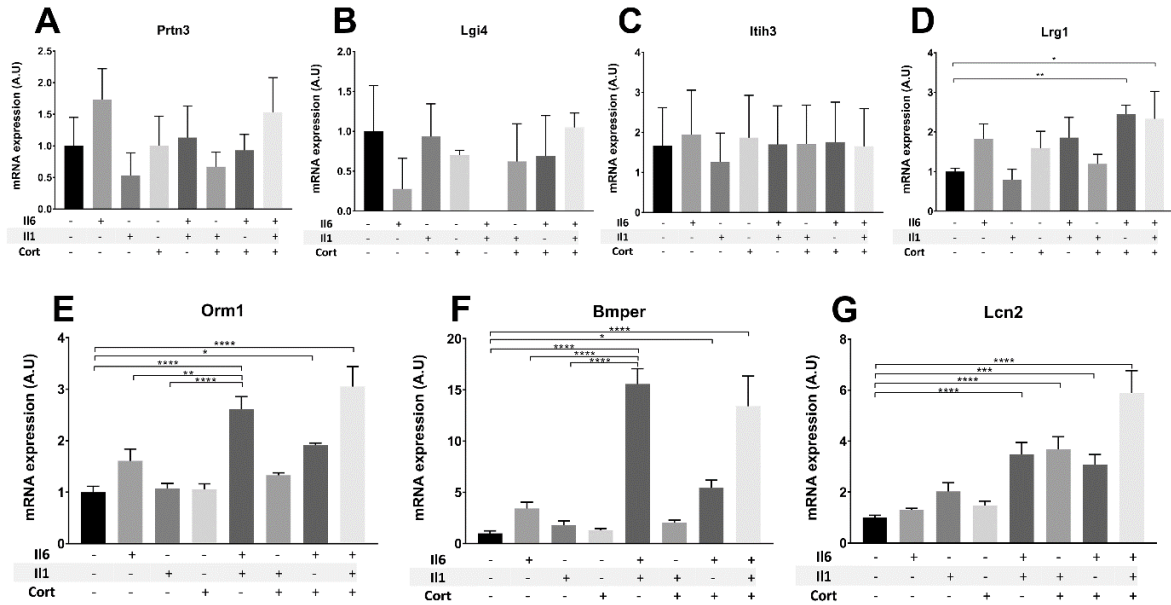 A
Prtn3
mRNA expression (A.U)
2.5
2.0
1.5
1.0
0.5
0.0
Il6 - + - - + - + +
Il1 - - + - + + - +
Cort - - - + - + + +
B
Lgi4
mRNA expression (A.U)
2.0
1.5
1.0
0.5
0.0
Il6 - + - - + - + +
Il1 - - + - + + - +
Cort - - - + - + + +
C
Itih3
mRNA expression (A.U)
4
3
2
1
0
Il6 - + - - + - + +
Il1 - - + - + + - +
Cort - - - + - + + +
D
Lrg1
mRNA expression (A.U)
4
3
2
1
0
*
**
Il6 - + - - + - + +
Il1 - - + - + + - +
Cort - - - + - + + +
E
Orm1
mRNA expression (A.U)
4
3
2
1
0
****
*
****
**
****
Il6 - + - - + - + +
Il1 - - + - + + - +
Cort - - - + - + + +
F
Bmper
mRNA expression (A.U)
20
15
10
5
0
****
*
****
****
****
Il6 - + - - + - + +
Il1 - - + - + + - +
Cort - - - + - + + +
G
Lcn2
mRNA expression (A.U)
8
6
4
2
0
****
***
****
****
Il6 - + - - + - + +
Il1 - - + - + + - +
Cort - - - + - + + +